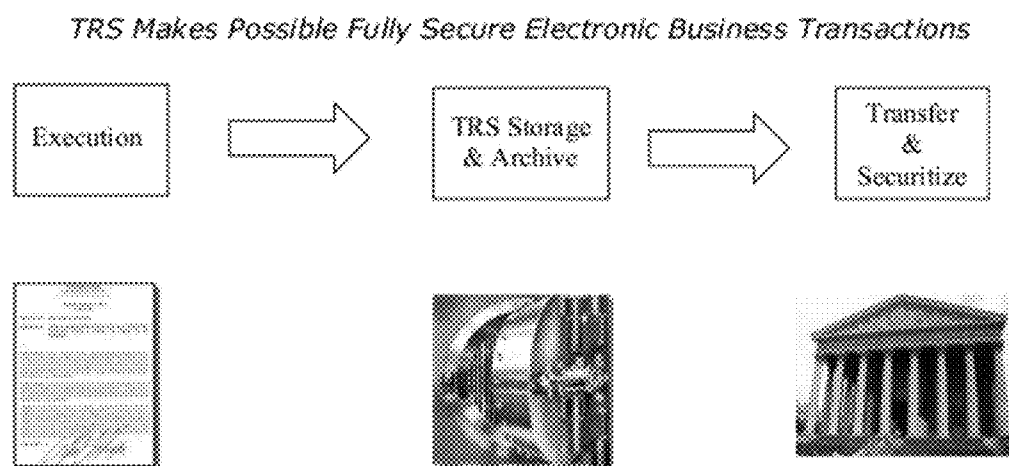 TRS Makes Possible Fully Secure Electronic Business Transactions
Execution
TRS Storage
& Archive
Transfer
&
Securitize